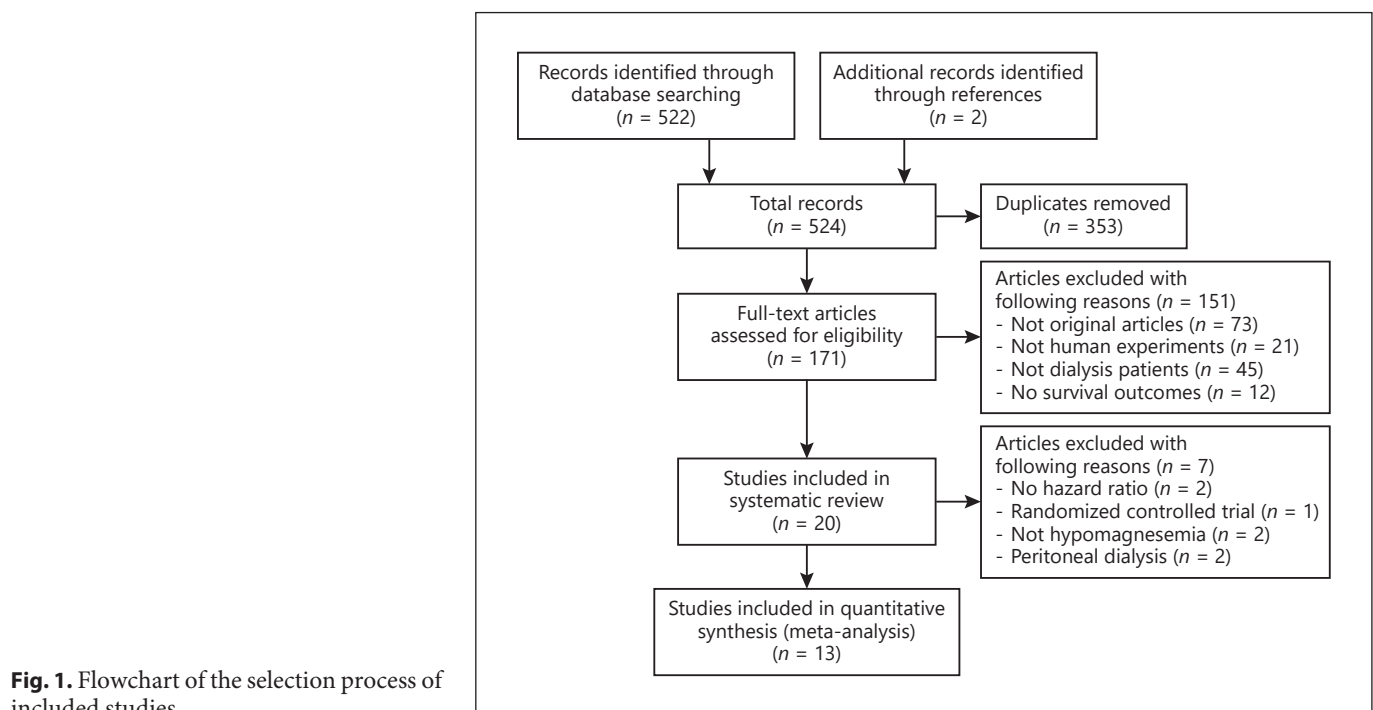 Records identified through
database searching
(n = 522)
Additional records identified
through references
(n = 2)
Total records
(n = 524)
Duplicates removed
(n = 353)
Full-text articles
assessed for eligibility
(n = 171)
Articles excluded with
following reasons (n = 151)
- Not original articles (n = 73)
- Not human experiments (n = 21)
- Not dialysis patients (n = 45)
- No survival outcomes (n = 12)
Studies included in
systematic review
(n = 20)
Articles excluded with
following reasons (n = 7)
- No hazard ratio (n = 2)
- Randomized controlled trial (n = 1)
- Not hypomagnesemia (n = 2)
- Peritoneal dialysis (n = 2)
Studies included in quantitative
synthesis (meta-analysis)
(n = 13)
Fig. 1. Flowchart of the selection process of
included studies